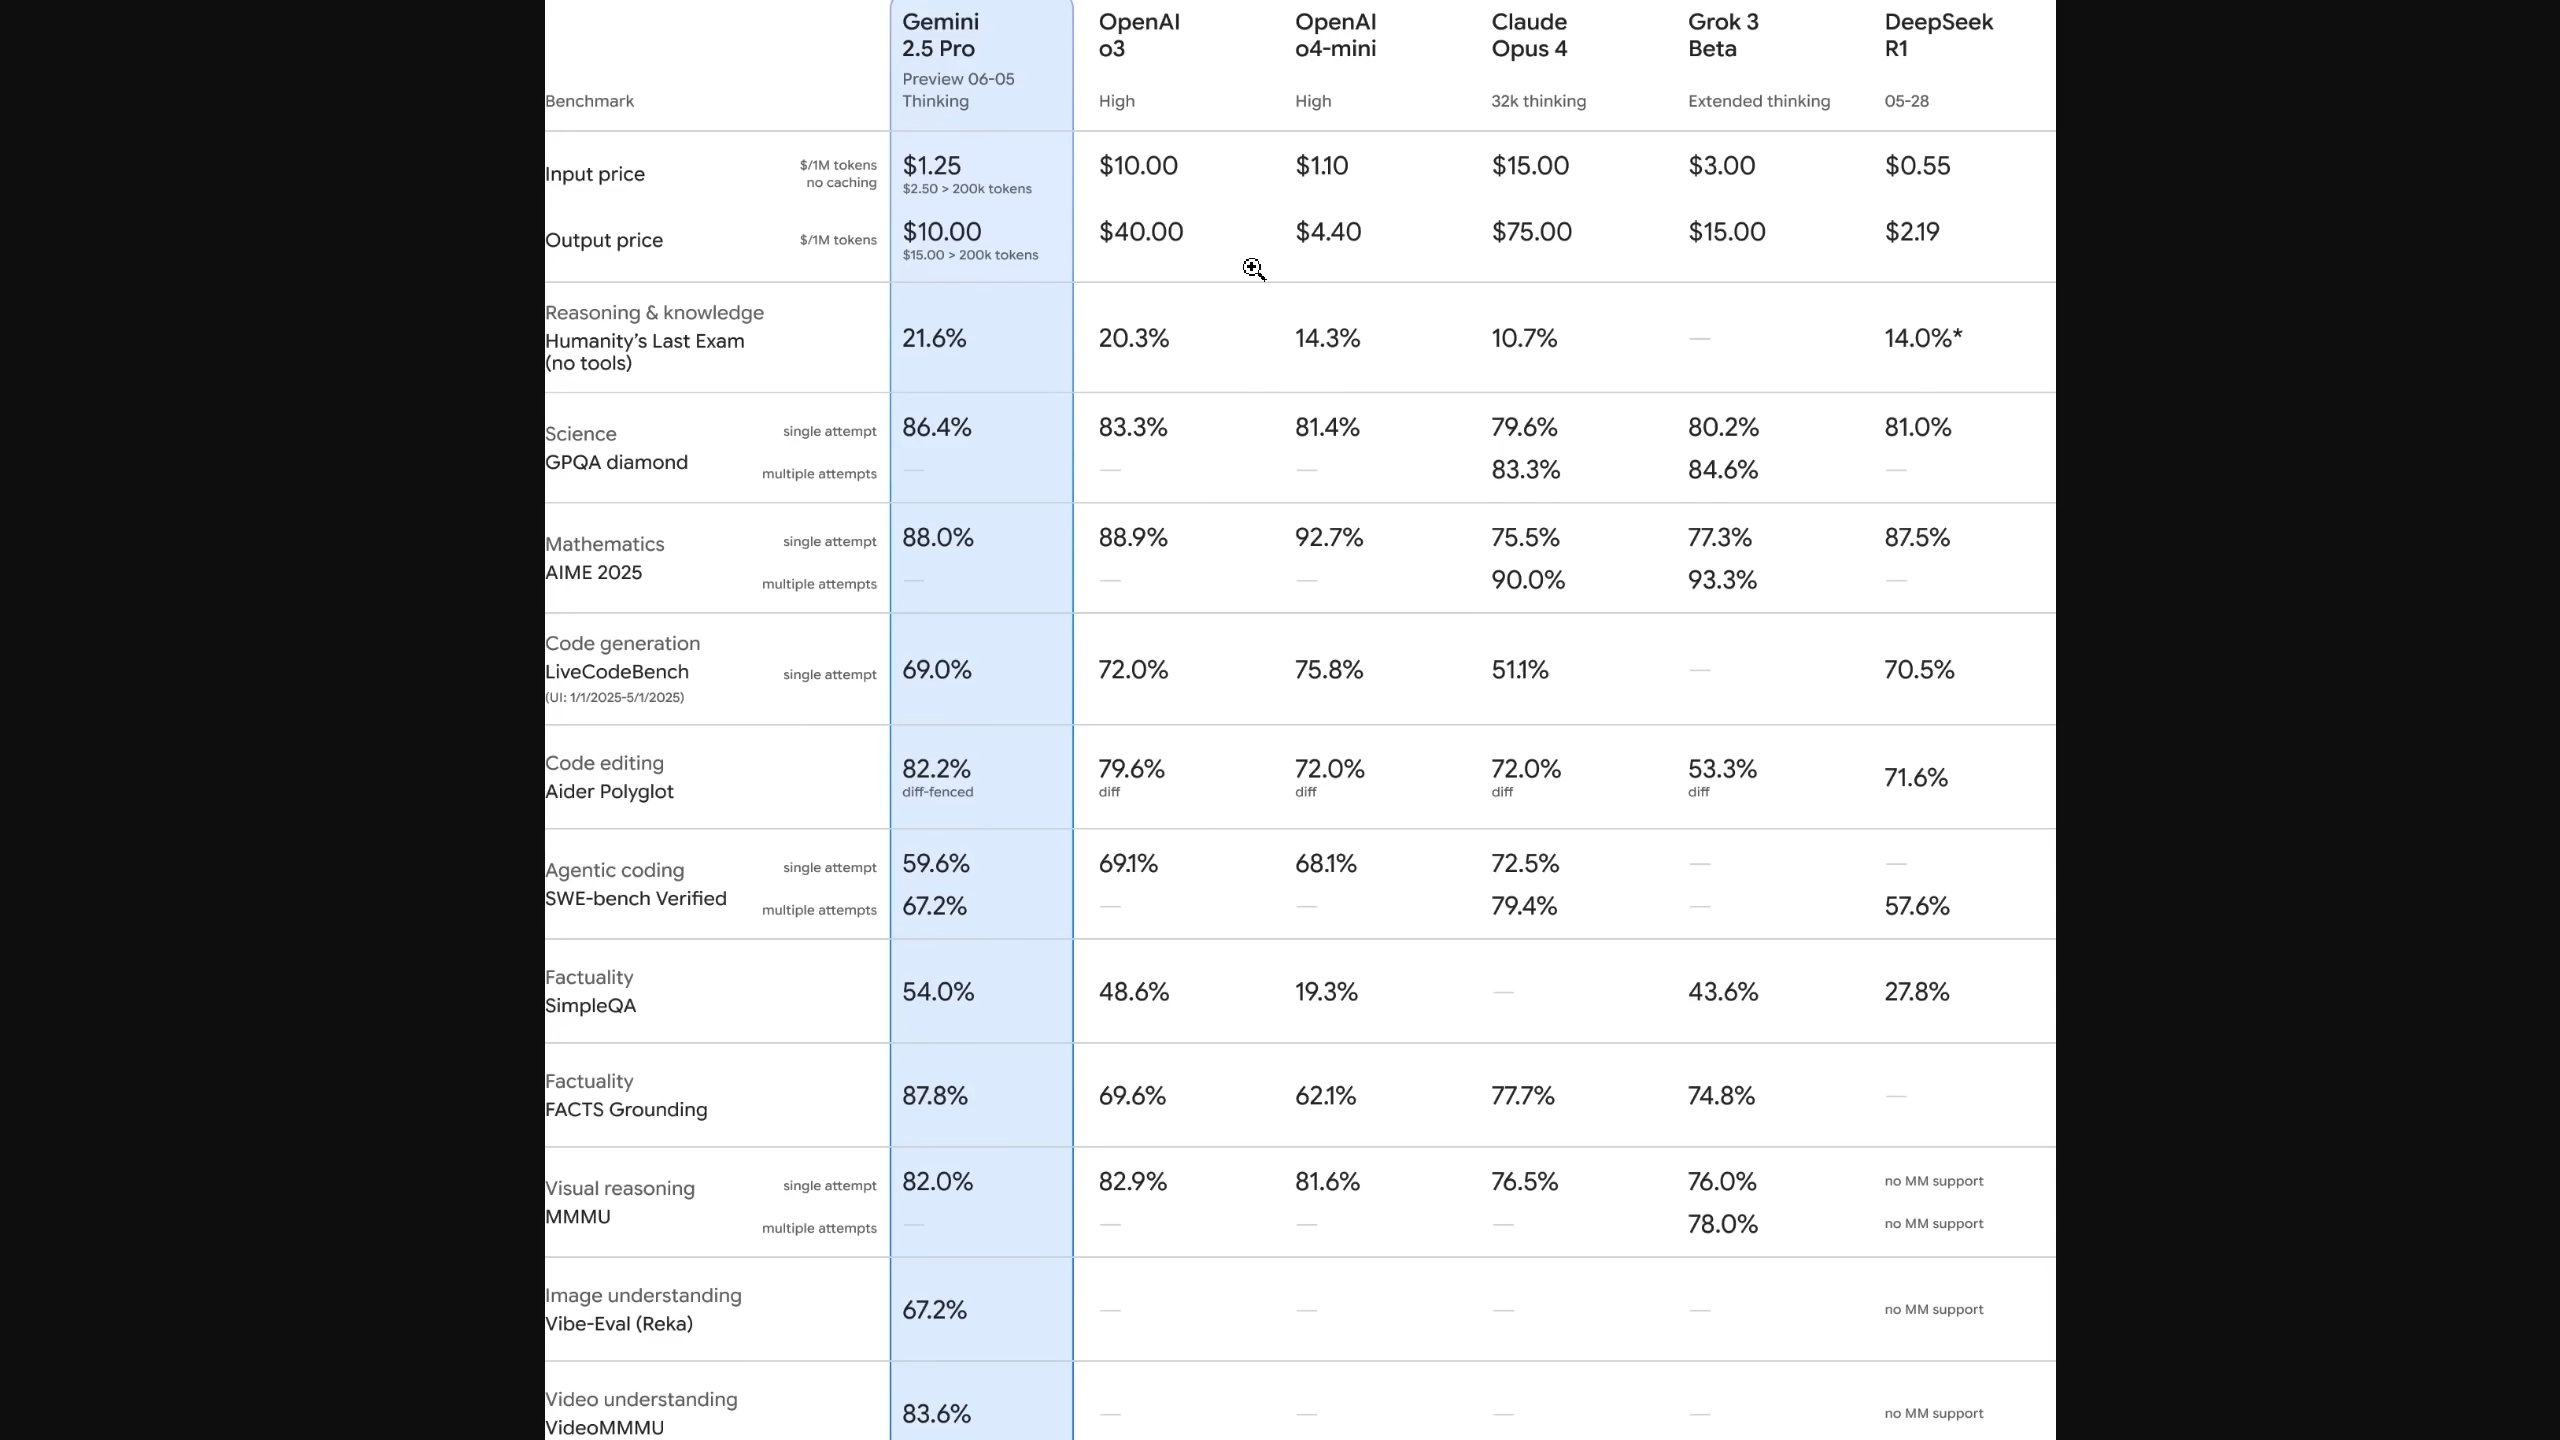 Gemini 2.5 Pro Preview 06-05 Thinking
OpenAI o3 High
OpenAI o4-mini High
Claude Opus 4 32k thinking
Grok 3 Beta Extended thinking
DeepSeek R1 05-28
Benchmark
Input price $/1M tokens no caching $1.25 $2.50 > 200k tokens $10.00 $1.10 $15.00 $3.00 $0.55
Output price $/1M tokens $10.00 $15.00 > 200k tokens $40.00 $4.40 $75.00 $15.00 $2.19
Reasoning & knowledge
Humanity's Last Exam (no tools) 21.6% 20.3% 14.3% 10.7% — 14.0%*
Science
GPQA diamond
single attempt 86.4% 83.3% 81.4% 79.6% 80.2% 81.0%
multiple attempts — — — 83.3% 84.6% —
Mathematics
AIME 2025
single attempt 88.0% 88.9% 92.7% 75.5% 77.3% 87.5%
multiple attempts — — — 90.0% 93.3% —
Code generation
LiveCodeBench
(UI: 1/1/2025-5/1/2025)
single attempt 69.0% 72.0% 75.8% 51.1% — 70.5%
Code editing
Aider Polyglot
82.2% 79.6% 72.0% 72.0% 53.3% 71.6%
diff-fenced diff diff diff diff
Agentic coding
SWE-bench Verified
single attempt 59.6% 69.1% 68.1% 72.5% — —
multiple attempts 67.2% — — 79.4% — 57.6%
Factuality
SimpleQA 54.0% 48.6% 19.3% — 43.6% 27.8%
Factuality
FACTS Grounding 87.8% 69.6% 62.1% 77.7% 74.8% —
Visual reasoning
MMMU
single attempt 82.0% 82.9% 81.6% 76.5% 76.0% no MM support
multiple attempts — — — — 78.0% no MM support
Image understanding
Vibe-Eval (Reka) 67.2% — — — — no MM support
Video understanding
VideoMMMU 83.6% — — — — no MM support